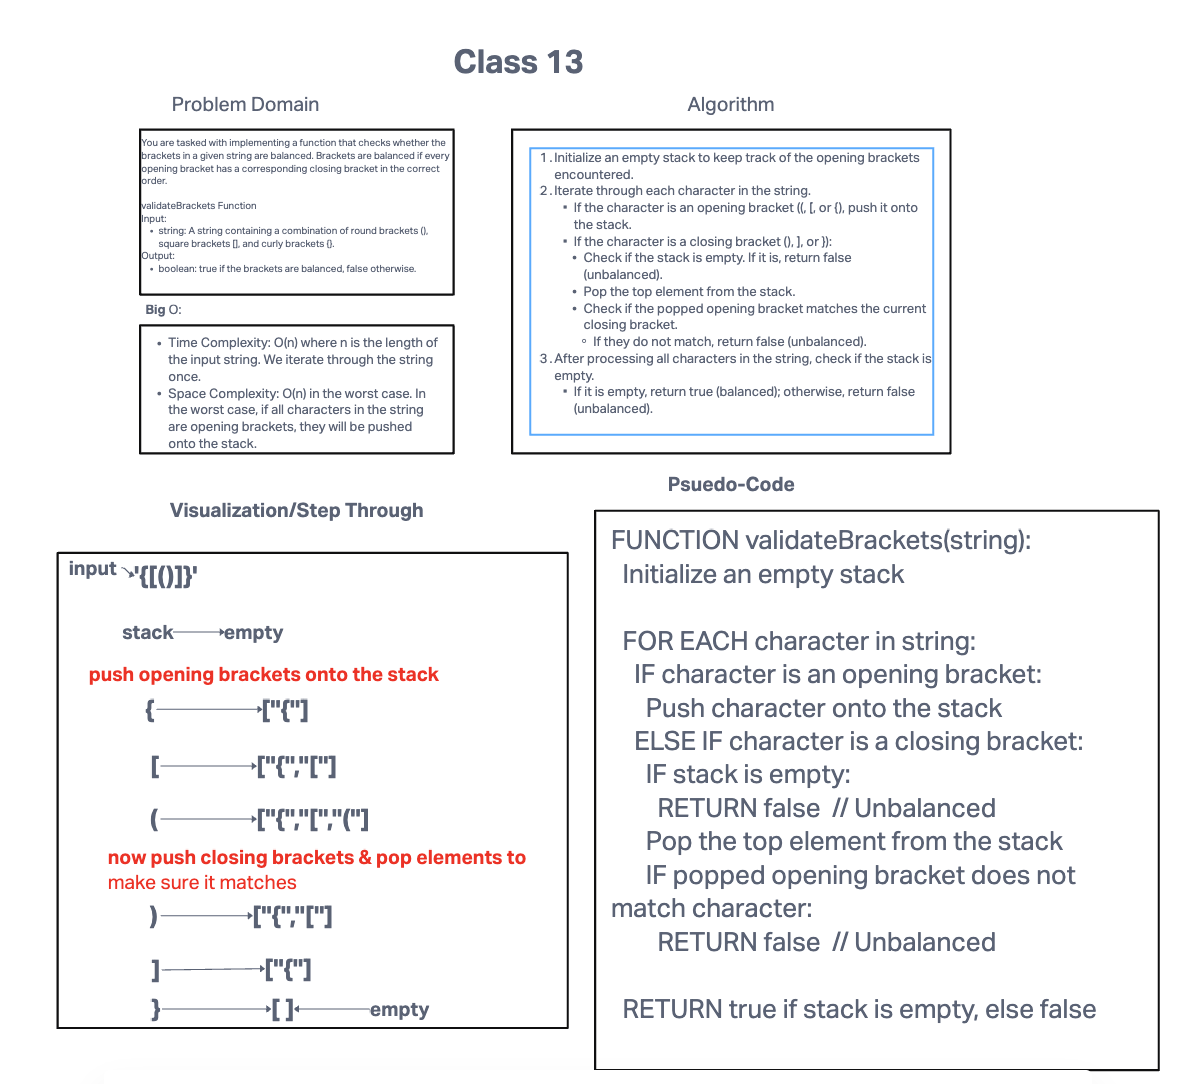 Class 13
Problem Domain
You are tasked with implementing a function that checks whether the
brackets in a given string are balanced. Brackets are balanced if every
opening bracket has a corresponding closing bracket in the correct
order.
validateBrackets Function
Input:
• string: A string containing a combination of round brackets (),
square brackets [], and curly brackets {}.
Output:
• boolean: true if the brackets are balanced, false otherwise.
Big O:
• Time Complexity: O(n) where n is the length of
the input string. We iterate through the string
once.
• Space Complexity: O(n) in the worst case. In
the worst case, if all characters in the string
are opening brackets, they will be pushed
onto the stack.
Algorithm
1. Initialize an empty stack to keep track of the opening brackets
encountered.
2. Iterate through each character in the string.
• If the character is an opening bracket ((, [, or {), push it onto
the stack.
• If the character is a closing bracket (), ], or }):
• Check if the stack is empty. If it is, return false
(unbalanced).
• Pop the top element from the stack.
• Check if the popped opening bracket matches the current
closing bracket.
◦ If they do not match, return false (unbalanced).
3. After processing all characters in the string, check if the stack is
empty.
• If it is empty, return true (balanced); otherwise, return false
(unbalanced).
Visualization/Step Through
input '{[()]}'
stack empty
push opening brackets onto the stack
{ ["{"]
[ ["{","["]
( ["{","[","("]
now push closing brackets & pop elements to
make sure it matches
) ["{","["]
] ["{"]
} [ ] empty
Psuedo-Code
FUNCTION validateBrackets(string):
Initialize an empty stack
FOR EACH character in string:
IF character is an opening bracket:
Push character onto the stack
ELSE IF character is a closing bracket:
IF stack is empty:
RETURN false // Unbalanced
Pop the top element from the stack
IF popped opening bracket does not
match character:
RETURN false // Unbalanced
RETURN true if stack is empty, else false